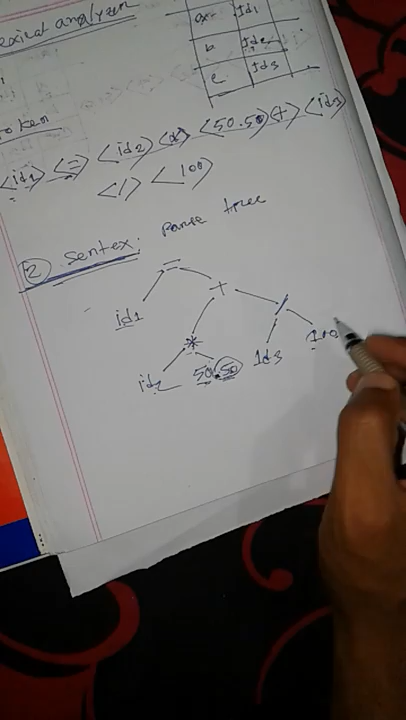 Lexical analyzer
a id1
b id2
c id3
Token
<id1> <=> <id2> <*> <50.50> <+> <id3>
</> <100>
2 Sentex: Parse tree
=
id1 +
* /
id2 50.50 id3 100